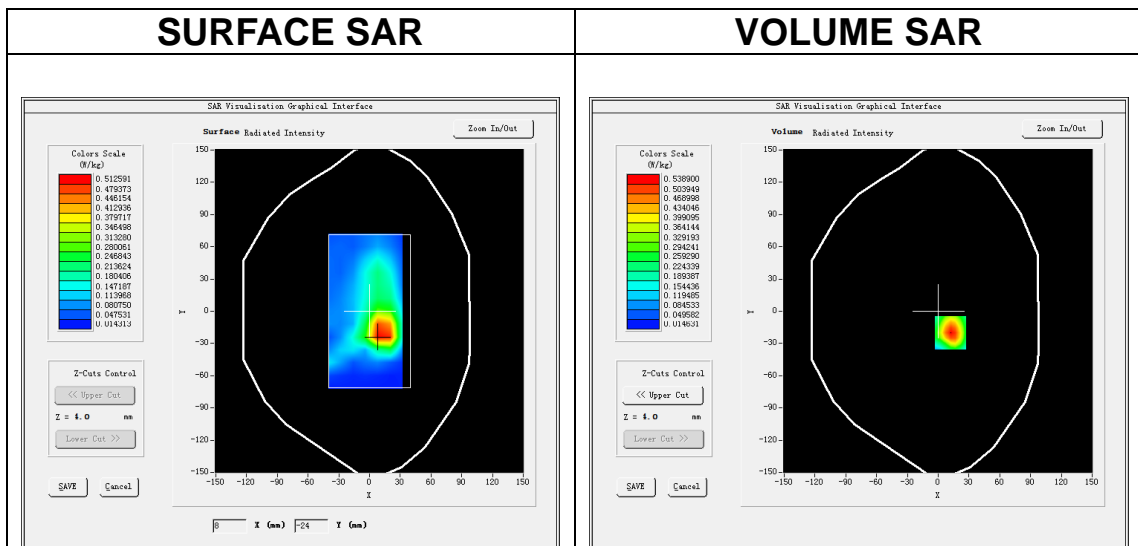 SURFACE SAR
VOLUME SAR
SAR Visualisation Graphical Interface
Surface Radiated Intensity
Zoom In/Out
Colors Scale
(W/kg)
0.512591
0.479373
0.446154
0.412936
0.379717
0.346498
0.313280
0.280061
0.246843
0.213624
0.180406
0.147187
0.113968
0.080750
0.047531
0.014313
150
120
90
60
30
0
-30
-60
-90
-120
-150
Y
-150 -120 -90 -60 -30 0 30 60 90 120 150
X
Z-Cuts Control
<< Upper Cut
Z = 4.0 mm
Lower Cut >>
SAVE Cancel
8 X (mm) -24 Y (mm)
SAR Visualisation Graphical Interface
Volume Radiated Intensity
Zoom In/Out
Colors Scale
(W/kg)
0.538900
0.503949
0.468998
0.434046
0.399095
0.364144
0.329193
0.294241
0.259290
0.224339
0.189387
0.154436
0.119485
0.084533
0.049582
0.014631
150
120
90
60
30
0
-30
-60
-90
-120
-150
Y
-150 -120 -90 -60 -30 0 30 60 90 120 150
X
Z-Cuts Control
<< Upper Cut
Z = 4.0 mm
Lower Cut >>
SAVE Cancel